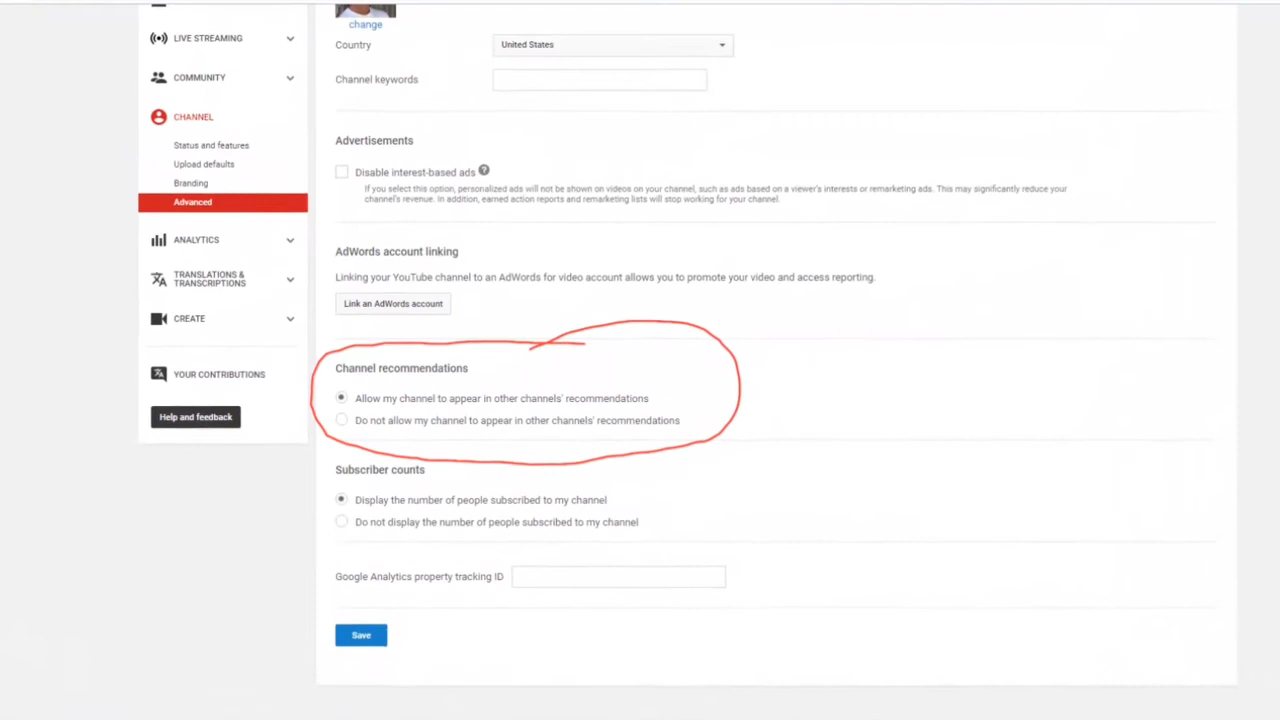 change
LIVE STREAMING
Country
United States
COMMUNITY
Channel keywords
CHANNEL
Status and features
Upload defaults
Branding
Advanced
ANALYTICS
TRANSLATIONS &
TRANSCRIPTIONS
CREATE
YOUR CONTRIBUTIONS
Help and feedback
Advertisements
Disable interest-based ads ?
If you select this option, personalized ads will not be shown on videos on your channel, such as ads based on a viewer's interests or remarketing ads. This may significantly reduce your
channel's revenue. In addition, earned action reports and remarketing lists will stop working for your channel.
AdWords account linking
Linking your YouTube channel to an AdWords for video account allows you to promote your video and access reporting.
Link an AdWords account
Channel recommendations
Allow my channel to appear in other channels' recommendations
Do not allow my channel to appear in other channels' recommendations
Subscriber counts
Display the number of people subscribed to my channel
Do not display the number of people subscribed to my channel
Google Analytics property tracking ID
Save